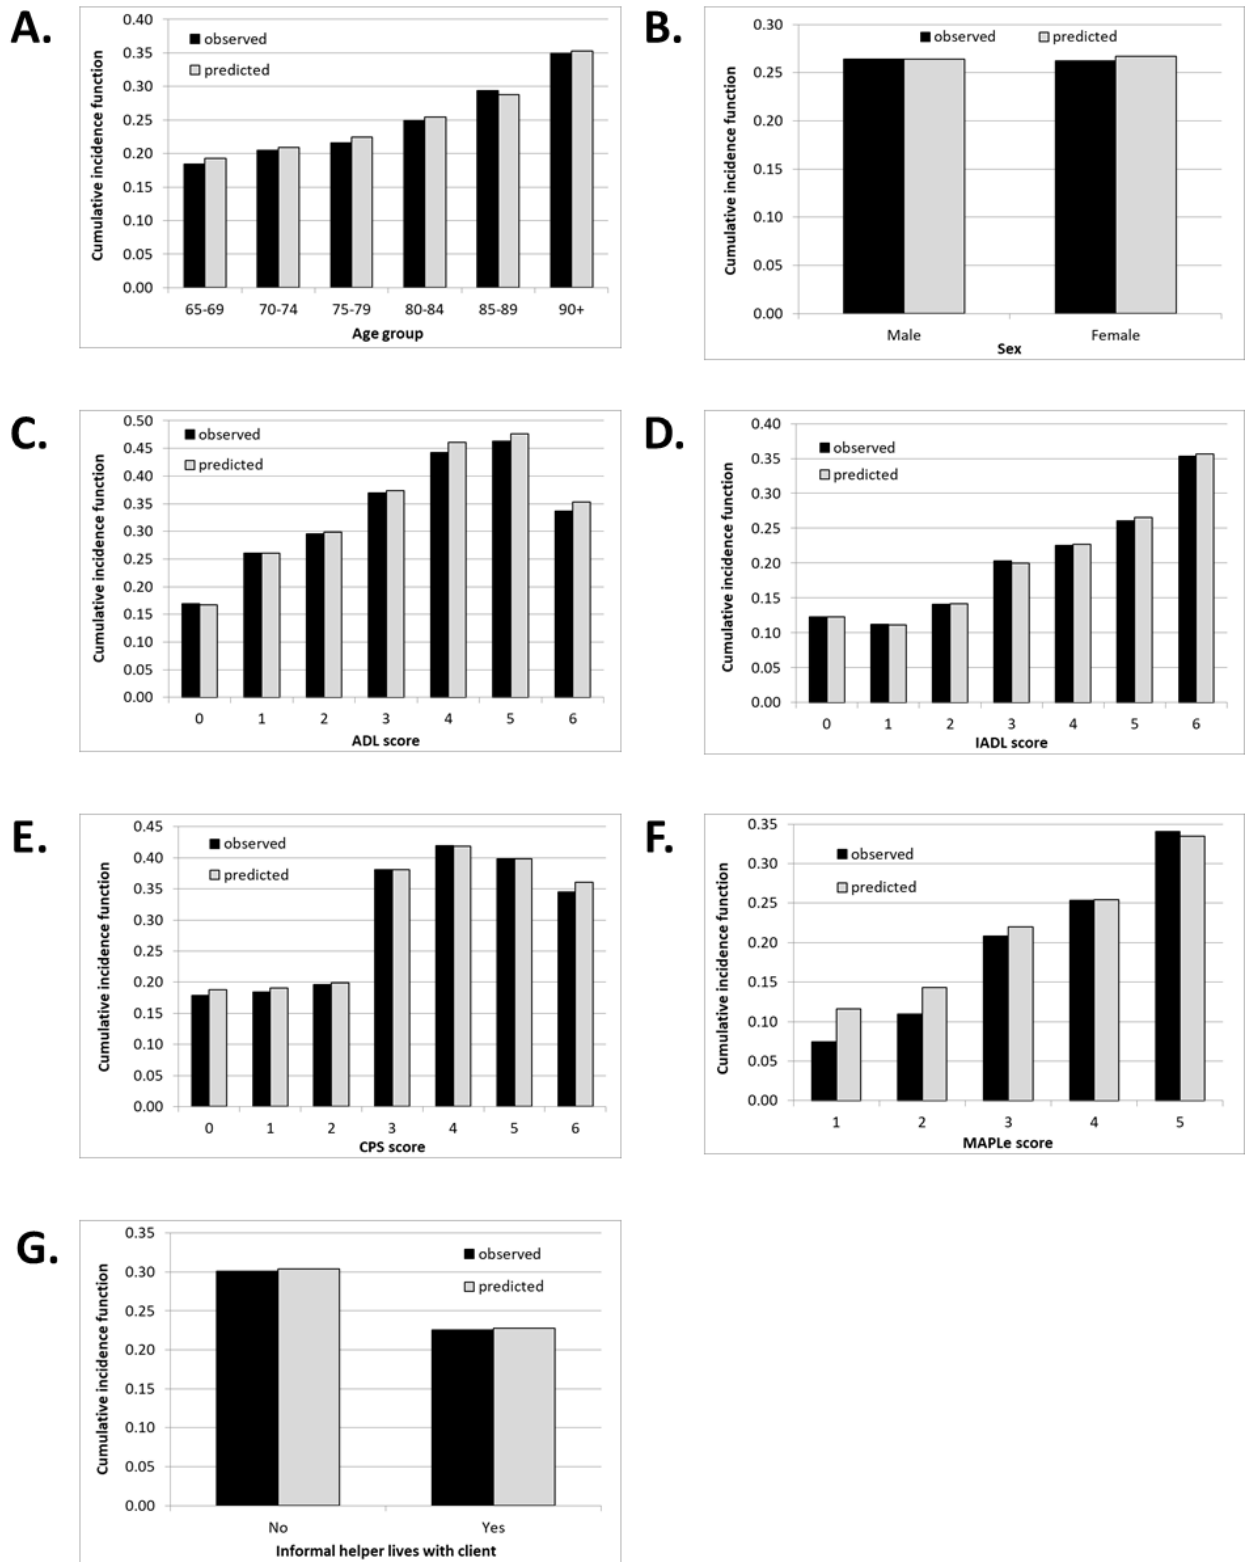 A.
Cumulative incidence function
0.40
0.35
0.30
0.25
0.20
0.15
0.10
0.05
0.00
observed
predicted
65-69 70-74 75-79 80-84 85-89 90+
Age group
B.
Cumulative incidence function
0.30
0.25
0.20
0.15
0.10
0.05
0.00
observed predicted
Male Female
Sex
C.
Cumulative incidence function
0.50
0.45
0.40
0.35
0.30
0.25
0.20
0.15
0.10
0.05
0.00
observed
predicted
0 1 2 3 4 5 6
ADL score
D.
Cumulative incidence function
0.40
0.35
0.30
0.25
0.20
0.15
0.10
0.05
0.00
observed
predicted
0 1 2 3 4 5 6
IADL score
E.
Cumulative incidence function
0.45
0.40
0.35
0.30
0.25
0.20
0.15
0.10
0.05
0.00
observed
predicted
0 1 2 3 4 5 6
CPS score
F.
Cumulative incidence function
0.35
0.30
0.25
0.20
0.15
0.10
0.05
0.00
observed
predicted
1 2 3 4 5
MAPLe score
G.
Cumulative incidence function
0.35
0.30
0.25
0.20
0.15
0.10
0.05
0.00
observed
predicted
No Yes
Informal helper lives with client